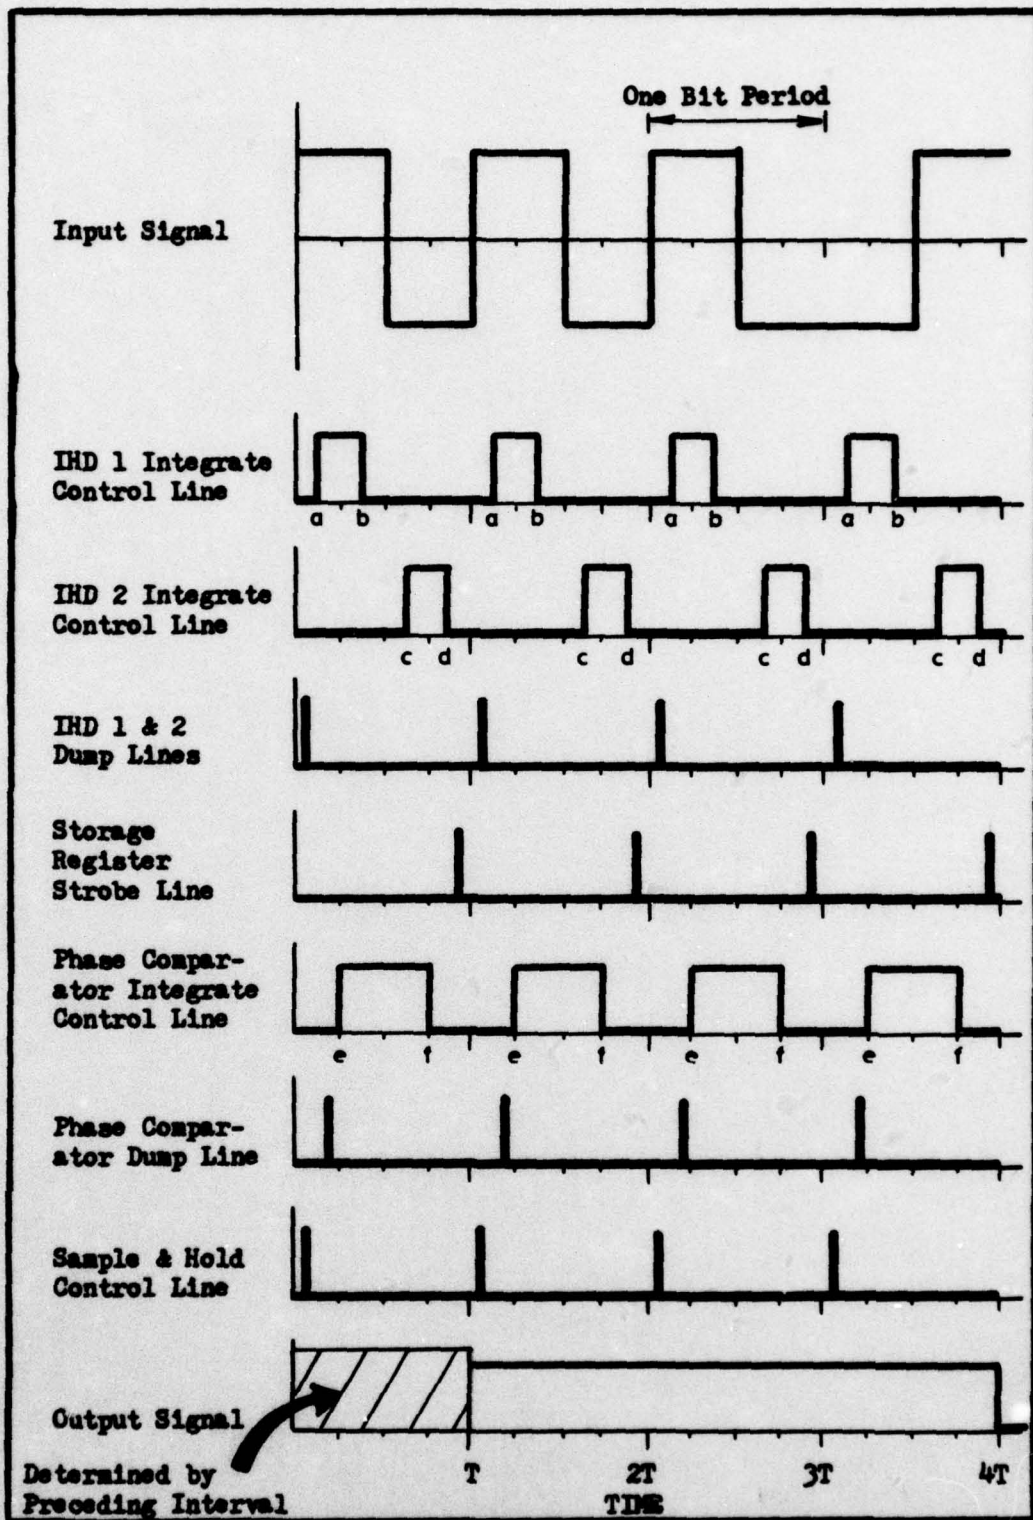 One Bit Period
Input Signal
IHD 1 Integrate
Control Line
a b a b a b a b
IHD 2 Integrate
Control Line
c d c d c d c d
IHD 1 & 2
Dump Lines
Storage
Register
Strobe Line
Phase Compar-
ator Integrate
Control Line
e f e f e f e f
Phase Compar-
ator Dump Line
Sample & Hold
Control Line
Output Signal
Determined by
Preceding Interval
T 2T 3T 4T
TIME